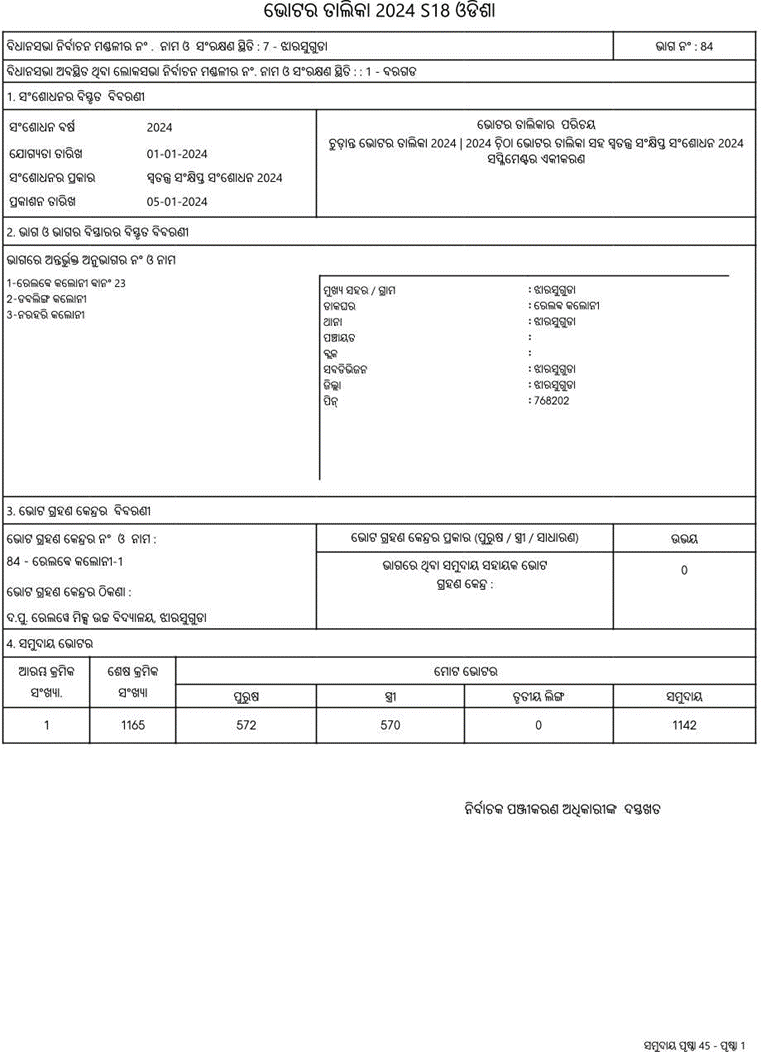 ଭୋଟର ତାଲିକା 2024 S18 ଓଡିଶା
ବିଧାନସଭା ନିର୍ବାଚନ ମଣ୍ଡଳୀର ନଂ . ନାମ ଓ ସଂରକ୍ଷଣ ସ୍ଥିତି : 7 - ଝାରସୁଗୁଡା
ଭାଗ ନଂ : 84
ବିଧାନସଭା ଅବସ୍ଥିତ ଥିବା ଲୋକସଭା ନିର୍ବାଚନ ମଣ୍ଡଳୀର ନଂ. ନାମ ଓ ସଂରକ୍ଷଣ ସ୍ଥିତି : : 1 - ବରଗଡ
1. ସଂଶୋଧନର ବିସ୍ତୃତ ବିବରଣୀ
ସଂଶୋଧନ ବର୍ଷ 2024
ଯୋଗ୍ୟତା ତାରିଖ 01-01-2024
ସଂଶୋଧନର ପ୍ରକାର ସ୍ୱତନ୍ତ୍ର ସଂକ୍ଷିପ୍ତ ସଂଶୋଧନ 2024
ପ୍ରକାଶନ ତାରିଖ 05-01-2024
ଭୋଟର ତାଲିକାର ପରିଚୟ
ଚୁଡ଼ାନ୍ତ ଭୋଟର ତାଲିକା 2024 | 2024 ଚ଼ିଠା ଭୋଟର ତାଲିକା ସହ ସ୍ୱତନ୍ତ୍ର ସଂକ୍ଷିପ୍ତ ସଂଶୋଧନ 2024
ସପ୍ଲିମେଣ୍ଟର ଏକୀକରଣ
2. ଭାଗ ଓ ଭାଗର ବିସ୍ତାରର ବିସ୍ତୃତ ବିବରଣୀ
ଭାଗରେ ଅନ୍ତର୍ଭୁକ୍ତ ଅନୁଭାଗର ନଂ ଓ ନାମ
1-ରେଲବେ କଲୋନୀ ଵାନଂ 23
2-ଡବଲିଙ୍ଗ କଲୋନୀ
3-ନରହରି କଲୋନୀ
ମୁଖ୍ୟ ସହର / ଗ୍ରାମ : ଝାରସୁଗୁଡା
ଡାକଘର : ରେଲଵ କଲୋନୀ
ଥାନା : ଝାରସୁଗୁଡା
ପଞ୍ଚାୟତ :
ବ୍ଲକ :
ସବଡିଭିଜନ : ଝାରସୁଗୁଡା
ଜିଲ୍ଲା : ଝାରସୁଗୁଡା
ପିନ୍ : 768202
3. ଭୋଟ ଗ୍ରହଣ କେନ୍ଦ୍ରର ବିବରଣୀ
ଭୋଟ ଗ୍ରହଣ କେନ୍ଦ୍ରର ନଂ ଓ ନାମ :
84 - ରେଲଵେ କଲୋନୀ-1
ଭୋଟ ଗ୍ରହଣ କେନ୍ଦ୍ରର ଠିକଣା :
ଦ.ପୁ. ରେଲୱେ ମିକ୍ସ ଉଚ୍ଚ ବିଦ୍ୟାଳୟ, ଝାରସୁଗୁଡା
ଭୋଟ ଗ୍ରହଣ କେନ୍ଦ୍ରର ପ୍ରକାର (ପୁରୁଷ / ସ୍ତ୍ରୀ / ସାଧାରଣ) ଉଭୟ
ଭାଗରେ ଥିବା ସମୁଦାୟ ସହାୟକ ଭୋଟ
ଗ୍ରହଣ କେନ୍ଦ୍ର : 0
4. ସମୁଦାୟ ଭୋଟର
ଆରମ୍ଭ କ୍ରମିକ ସଂଖ୍ୟା. ଶେଷ କ୍ରମିକ ସଂଖ୍ୟା ମୋଟ ଭୋଟର
ପୁରୁଷ ସ୍ତ୍ରୀ ତୃତୀୟ ଲିଙ୍ଗ ସମୁଦାୟ
1 1165 572 570 0 1142
ନିର୍ବାଚକ ପଞ୍ଜୀକରଣ ଅଧିକାରୀଙ୍କ ଦସ୍ତଖତ
ସମୁଦାୟ ପୃଷ୍ଠା 45 - ପୃଷ୍ଠା 1